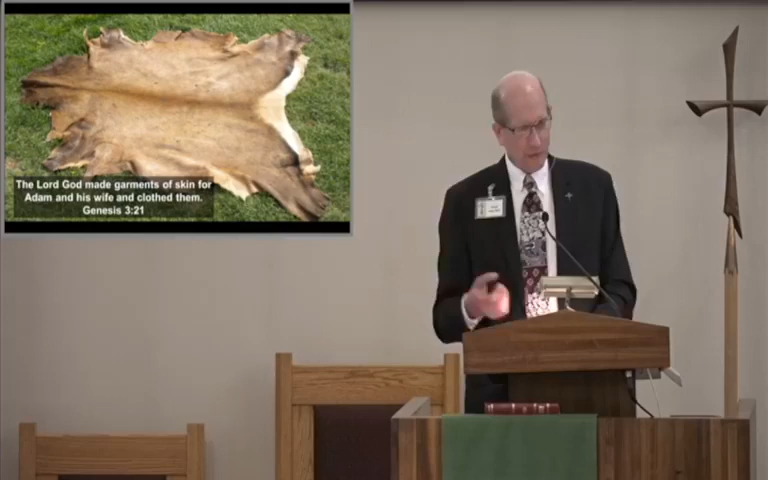 The Lord God made garments of skin for
Adam and his wife and clothed them.
Genesis 3:21